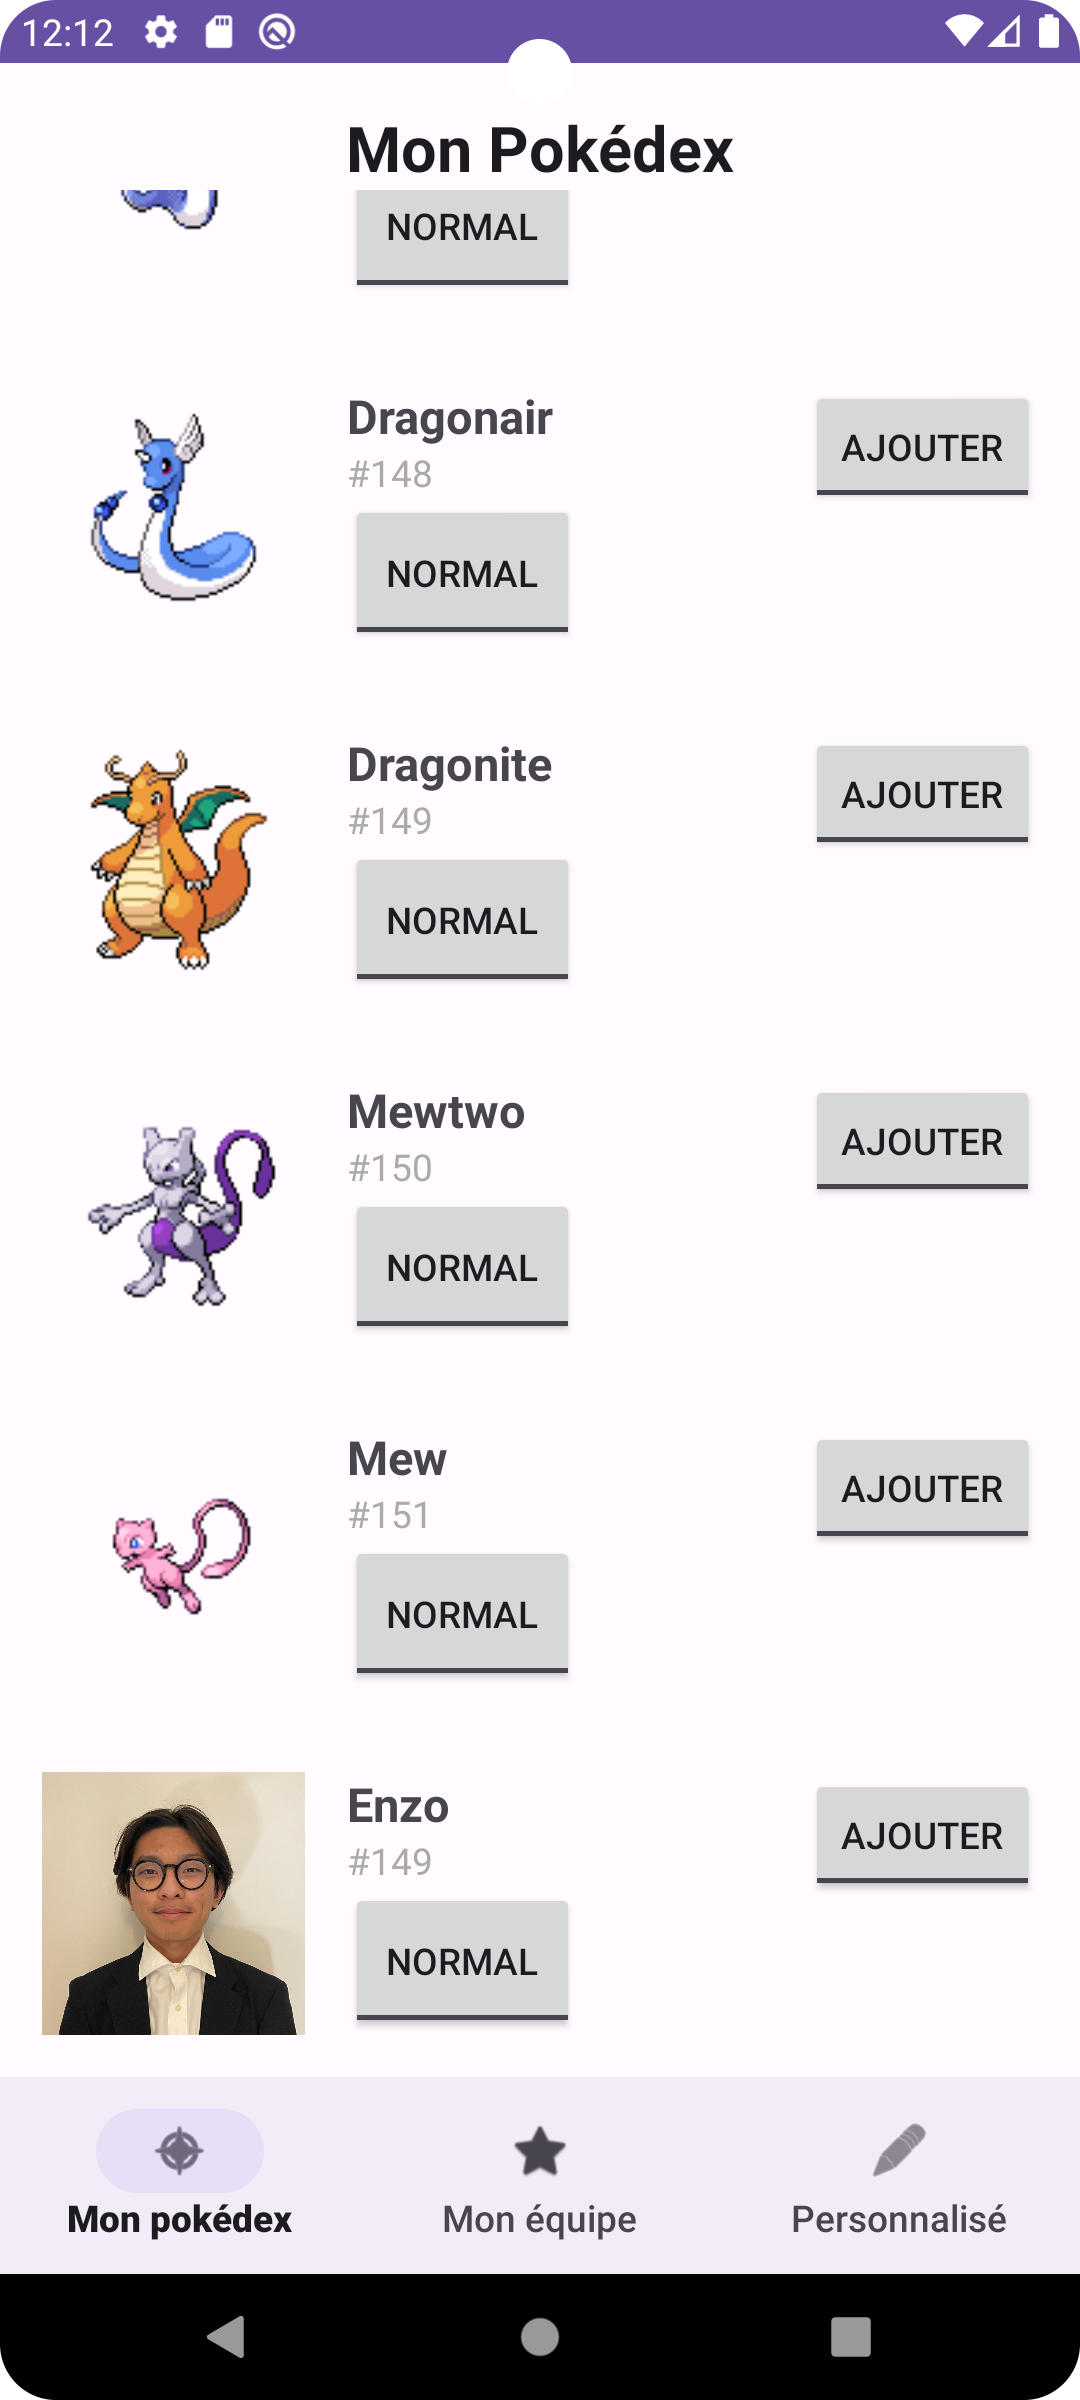 12:12
Mon Pokédex
NORMAL
Dragonair
#148
AJOUTER
NORMAL
Dragonite
#149
AJOUTER
NORMAL
Mewtwo
#150
AJOUTER
NORMAL
Mew
#151
AJOUTER
NORMAL
Enzo
#149
AJOUTER
NORMAL
Mon pokédex
Mon équipe
Personnalisé